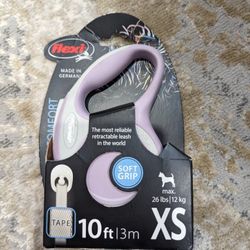 flexi
MADE IN
GERMANY
COMFORT
The most reliable
retractable leash
in the world
SOFT
GRIP
max.
26 lbs | 12 kg
TAPE
10ft | 3m
XS